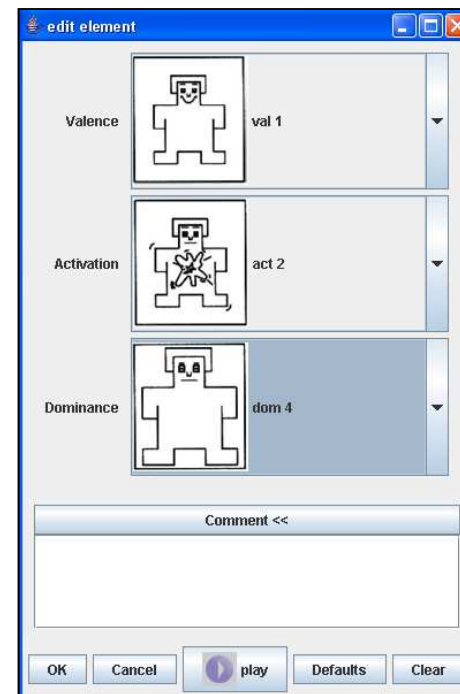 edit element
Valence val 1
Activation act 2
Dominance dom 4
Comment <<
OK Cancel play Defaults Clear